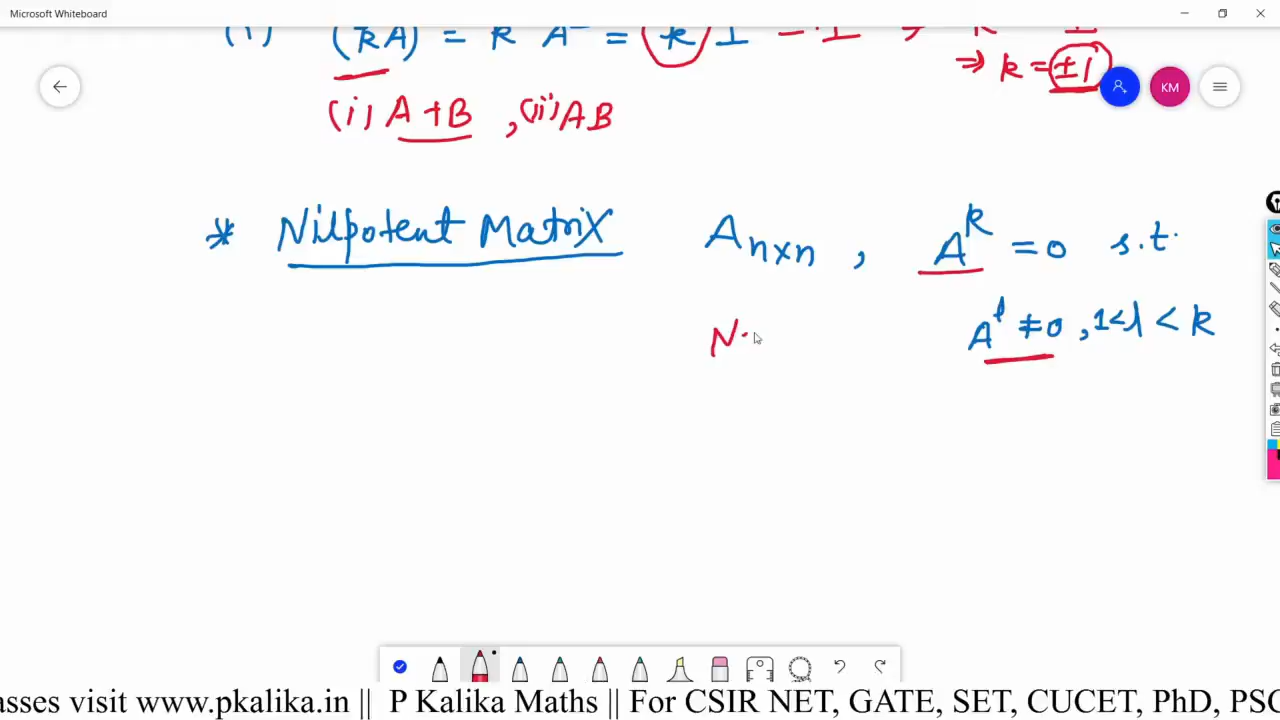 Microsoft Whiteboard
(i) (kA) = k A = (k) I = I ⇒ k
⇒ k = ±1
KM
(i) A+B , (ii) AB
* Nilpotent Matrix A n×n , A^k = 0 s.t.
N. A^l ≠ 0 , 1<l<k
asses visit www.pkalika.in || P Kalika Maths || For CSIR NET, GATE, SET, CUCET, PhD, PSC